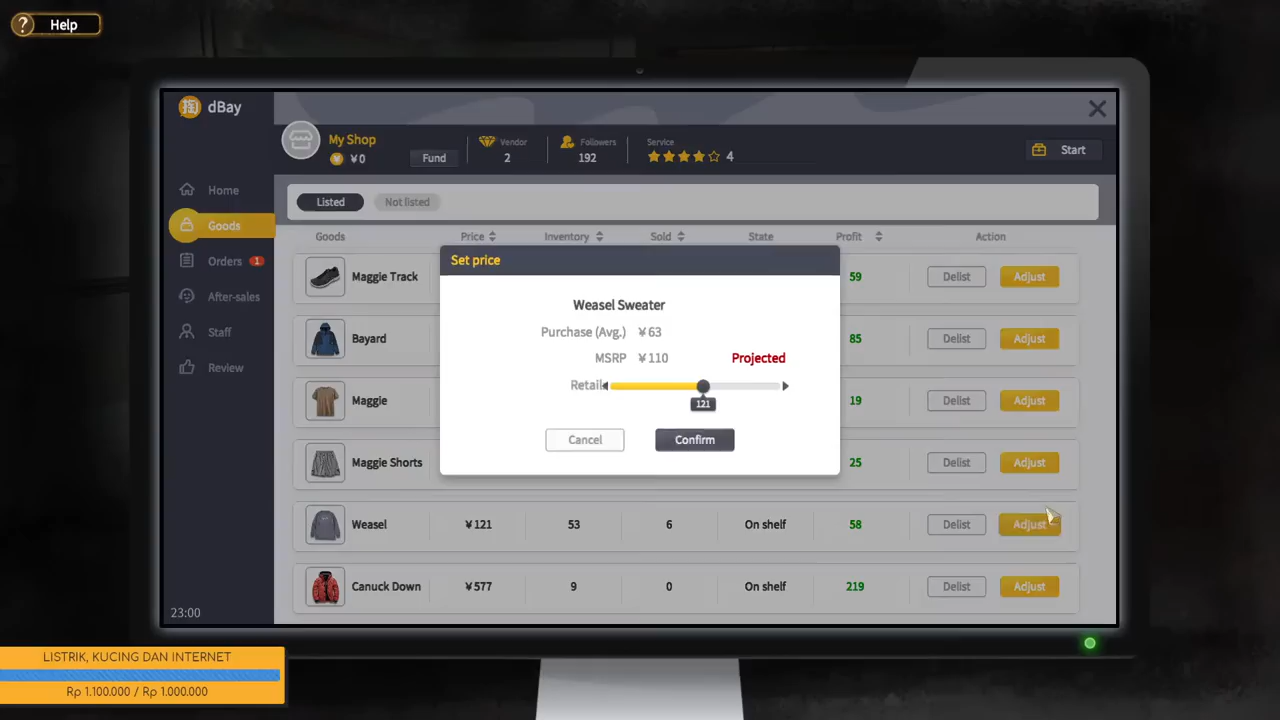 ? Help
淘 dBay
My Shop
¥ 0
Fund
Vendor
2
Followers
192
Service
4
Start
Home
Goods
Orders 1
After-sales
Staff
Review
23:00
Listed
Not listed
Goods Price Inventory Sold State Profit Action
Maggie Track 59 Delist Adjust
Bayard 85 Delist Adjust
Maggie 19 Delist Adjust
Maggie Shorts 25 Delist Adjust
Weasel ¥ 121 53 6 On shelf 58 Delist Adjust
Canuck Down ¥ 577 9 0 On shelf 219 Delist Adjust
Set price
Weasel Sweater
Purchase (Avg.) ¥ 63
MSRP ¥ 110 Projected
Retail
121
Cancel Confirm
LISTRIK, KUCING DAN INTERNET
Rp 1.100.000 / Rp 1.000.000